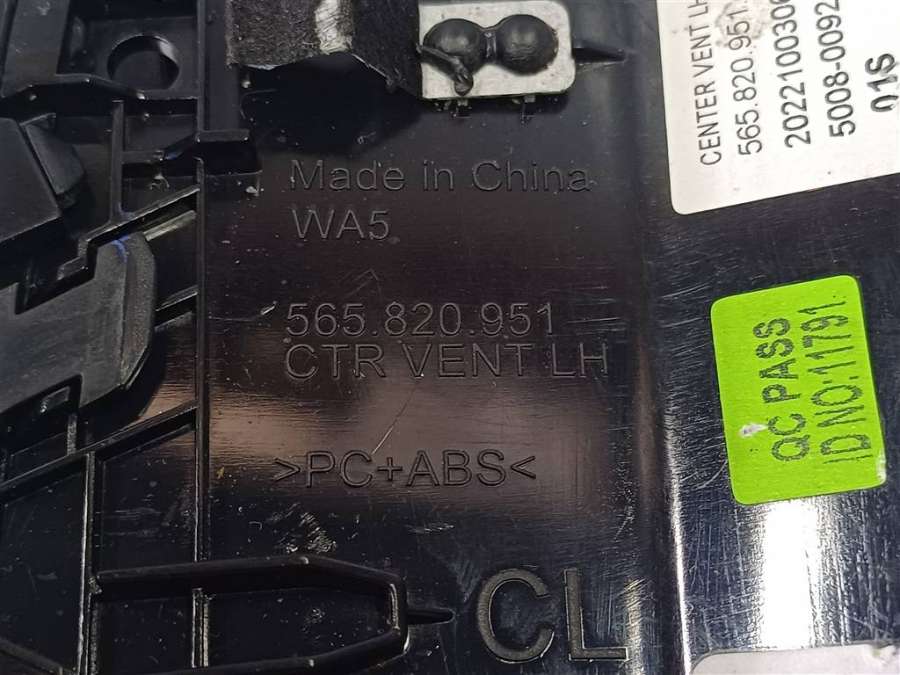 Made in China
WA5
565.820.951
CTR VENT LH
>PC+ABS<
CL
CENTER VENT LH
565.820.951.
2022100306
5008-0092
01S
QC PASS
ID NO:11791.